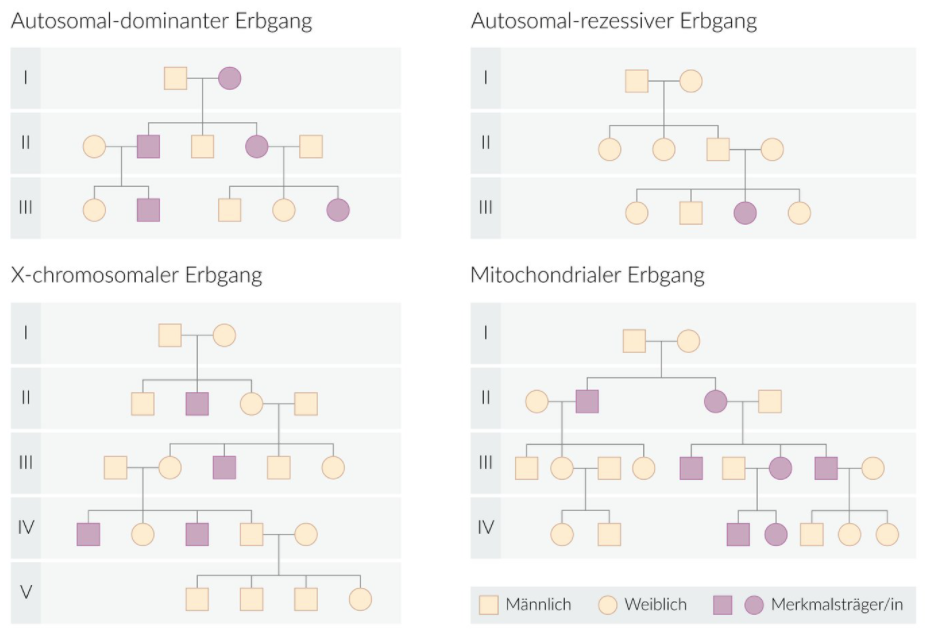 Autosomal-dominanter Erbgang
I
II
III
Autosomal-rezessiver Erbgang
I
II
III
X-chromosomaler Erbgang
I
II
III
IV
V
Mitochondrialer Erbgang
I
II
III
IV
Männlich Weiblich Merkmalsträger/in